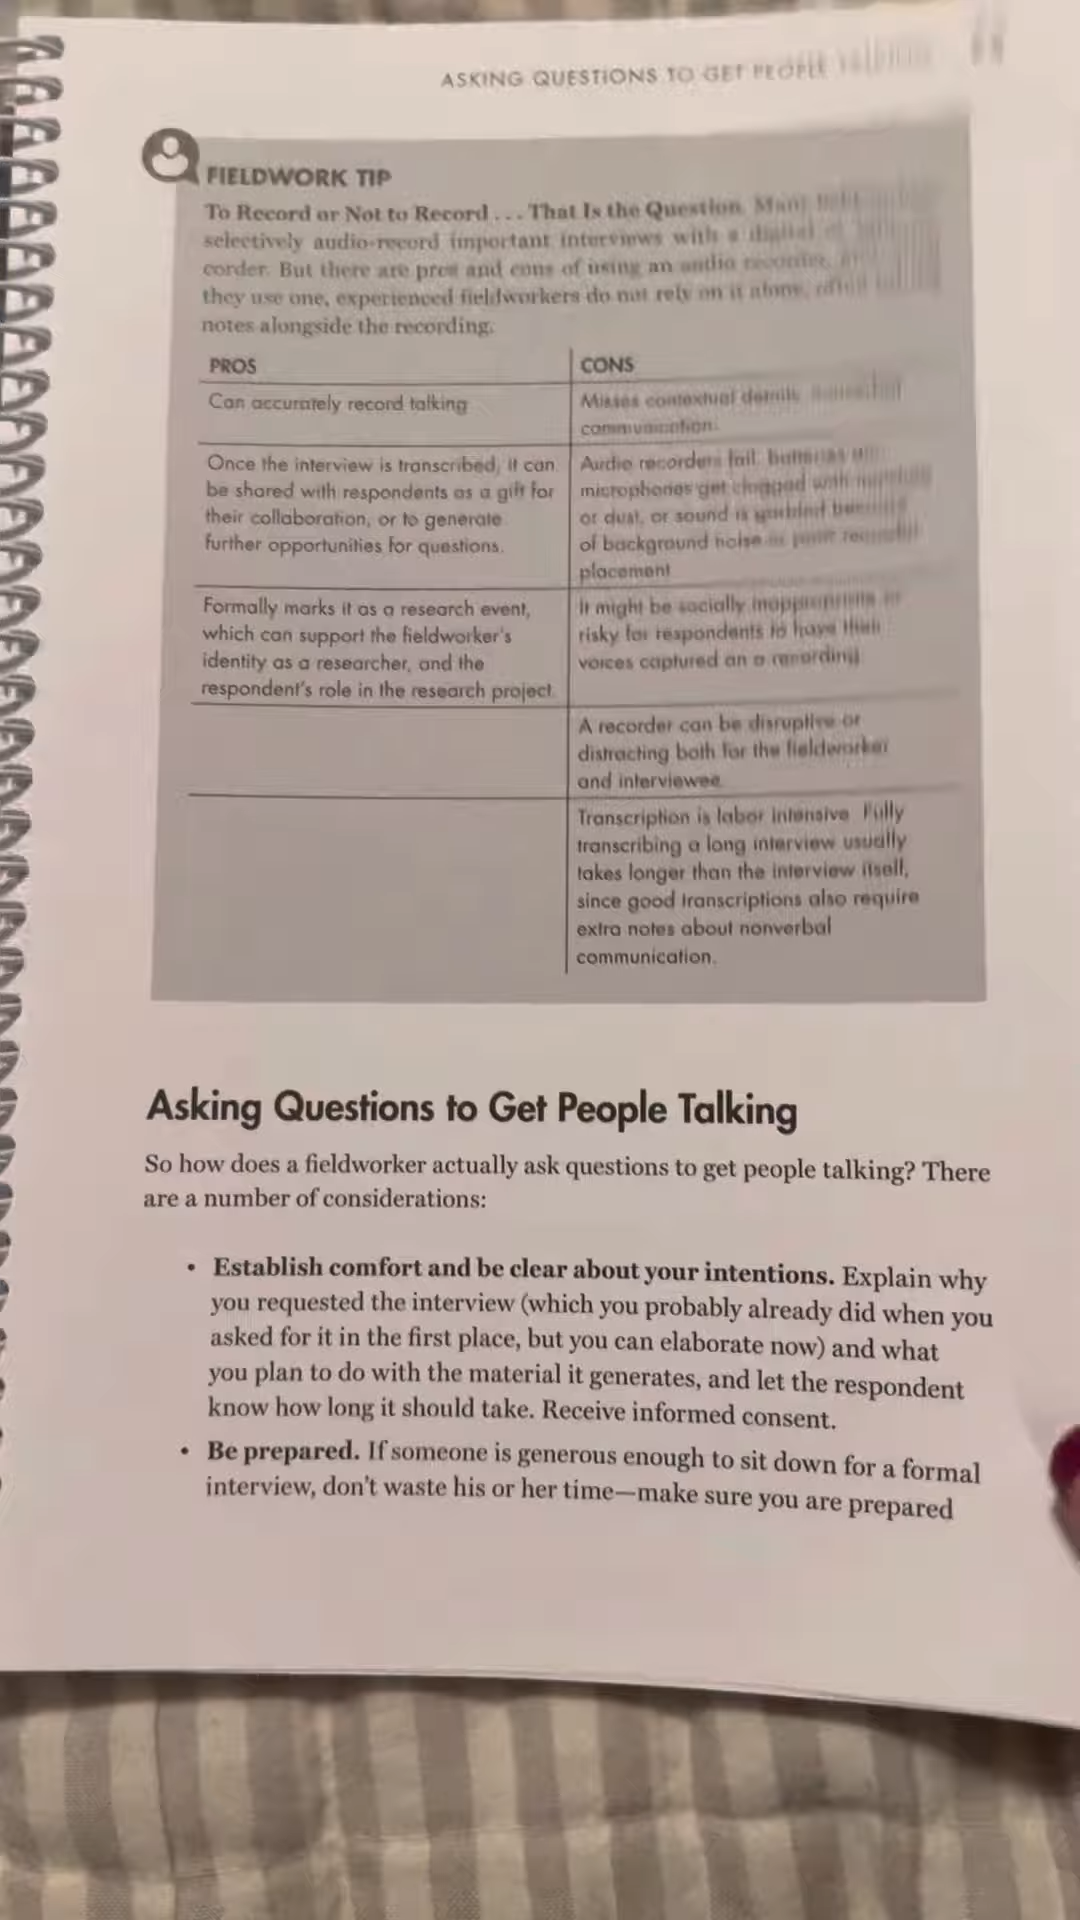 ASKING QUESTIONS TO GET PEOPLE TALKING
FIELDWORK TIP
To Record or Not to Record . . . That Is the Question. Many
selectively audio-record important interviews with a digital
corder. But there are pros and cons of using an audio recorder,
they use one, experienced fieldworkers do not rely on it alone, often
notes alongside the recording.
PROS
CONS
Can accurately record talking
Misses contextual details,
communication.
Once the interview is transcribed, it can
be shared with respondents as a gift for
their collaboration, or to generate
further opportunities for questions.
Audio recorders fail, batteries
microphones get clogged with
or dust, or sound is garbled because
of background noise or poor recorder
placement
Formally marks it as a research event,
which can support the fieldworker's
identity as a researcher, and the
respondent's role in the research project.
It might be socially inappropriate or
risky for respondents to have their
voices captured on a recording
A recorder can be disruptive or
distracting both for the fieldworker
and interviewee.
Transcription is labor intensive. Fully
transcribing a long interview usually
takes longer than the interview itself,
since good transcriptions also require
extra notes about nonverbal
communication.
Asking Questions to Get People Talking
So how does a fieldworker actually ask questions to get people talking? There
are a number of considerations:
• Establish comfort and be clear about your intentions. Explain why
you requested the interview (which you probably already did when you
asked for it in the first place, but you can elaborate now) and what
you plan to do with the material it generates, and let the respondent
know how long it should take. Receive informed consent.
• Be prepared. If someone is generous enough to sit down for a formal
interview, don't waste his or her time—make sure you are prepared